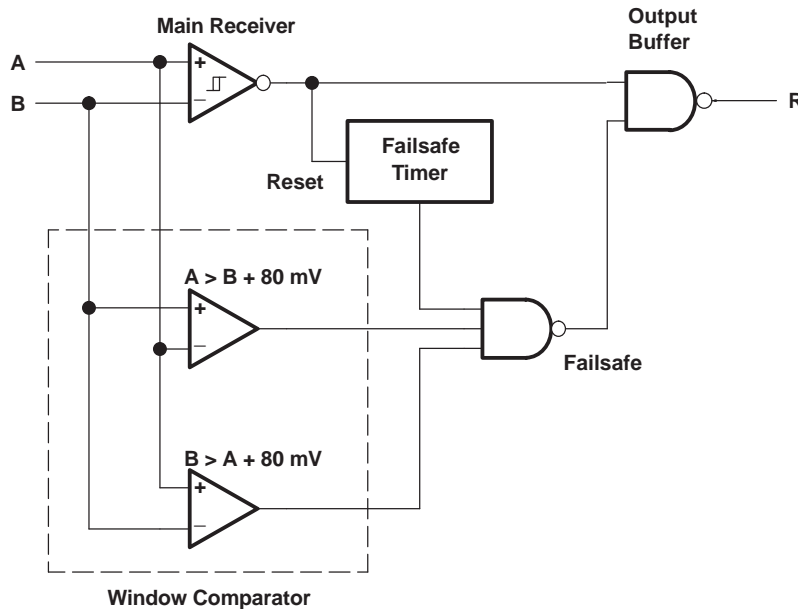 Output
Buffer
Main Receiver
A
+
–
B
R
Failsafe
Timer
Reset
A > B + 80 mV
+
–
Failsafe
B > A + 80 mV
+
–
Window Comparator